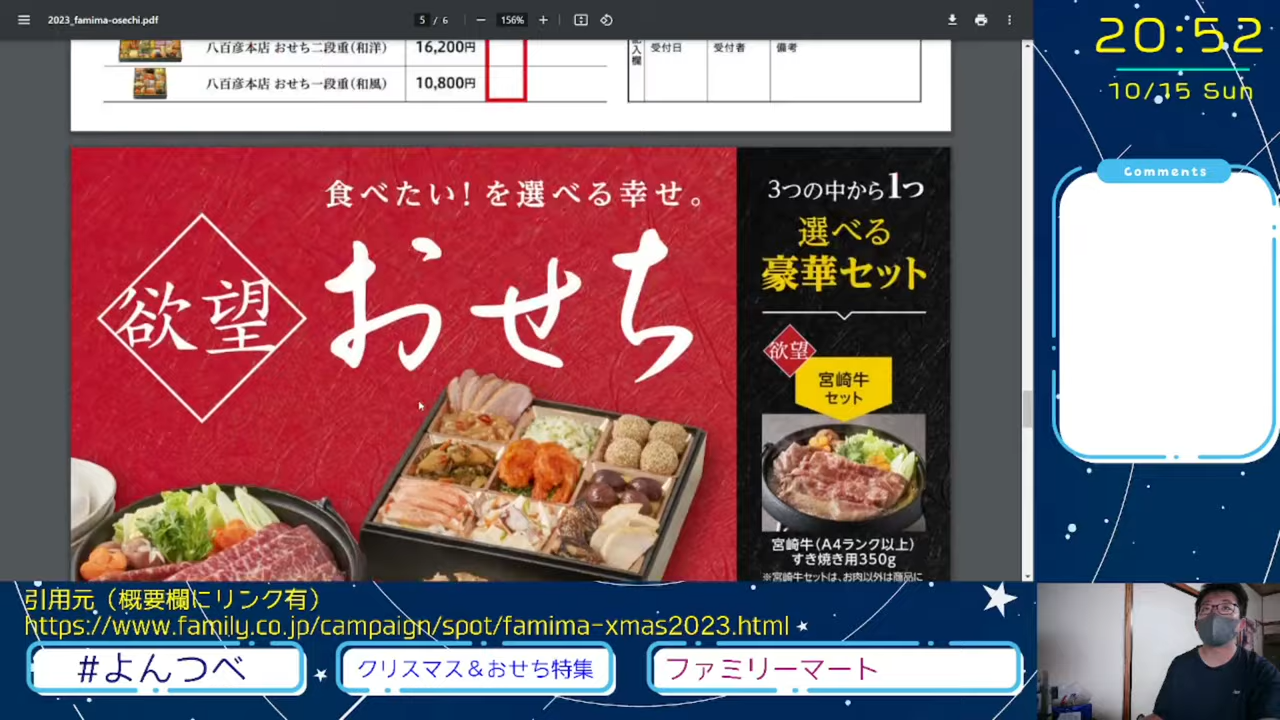 2023_famima-osechi.pdf
5 / 6
156%
八百彦本店 おせち二段重(和洋) 16,200円
八百彦本店 おせち一段重(和風) 10,800円
記入欄
受付日 受付者 備考
食べたい!を選べる幸せ。
欲望
おせち
3つの中から1つ
選べる
豪華セット
欲望
宮崎牛
セット
宮崎牛(A4ランク以上)
すき焼き用350g
※宮崎牛セットは、お肉以外は商品に
20:52
10/15 Sun
Comments
引用元(概要欄にリンク有)
https://www.family.co.jp/campaign/spot/famima-xmas2023.html
#よんつべ
クリスマス&おせち特集
ファミリーマート